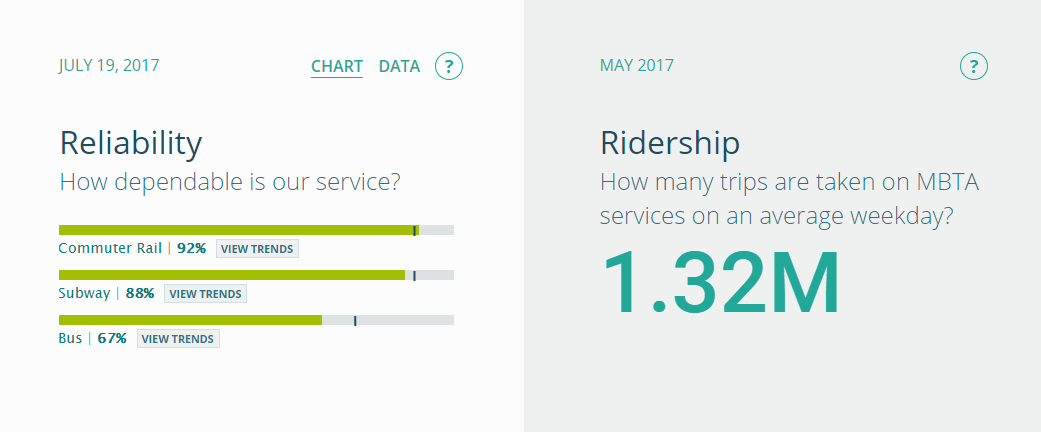 JULY 19, 2017
CHART DATA ?
Reliability
How dependable is our service?
Commuter Rail | 92% VIEW TRENDS
Subway | 88% VIEW TRENDS
Bus | 67% VIEW TRENDS
MAY 2017
?
Ridership
How many trips are taken on MBTA
services on an average weekday?
1.32M